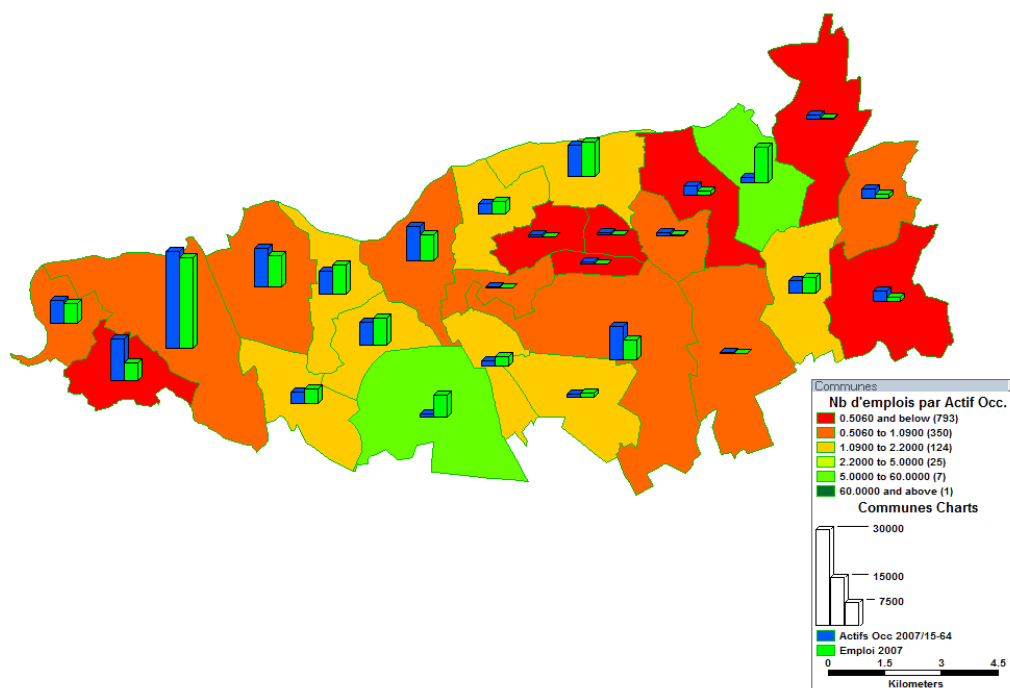 Communes
Nb d'emplois par Actif Occ.
0.5060 and below (793)
0.5060 to 1.0900 (350)
1.0900 to 2.2000 (124)
2.2000 to 5.0000 (25)
5.0000 to 60.0000 (7)
60.0000 and above (1)
Communes Charts
30000
15000
7500
Actifs Occ 2007/15-64
Emploi 2007
0 1.5 3 4.5
Kilometers